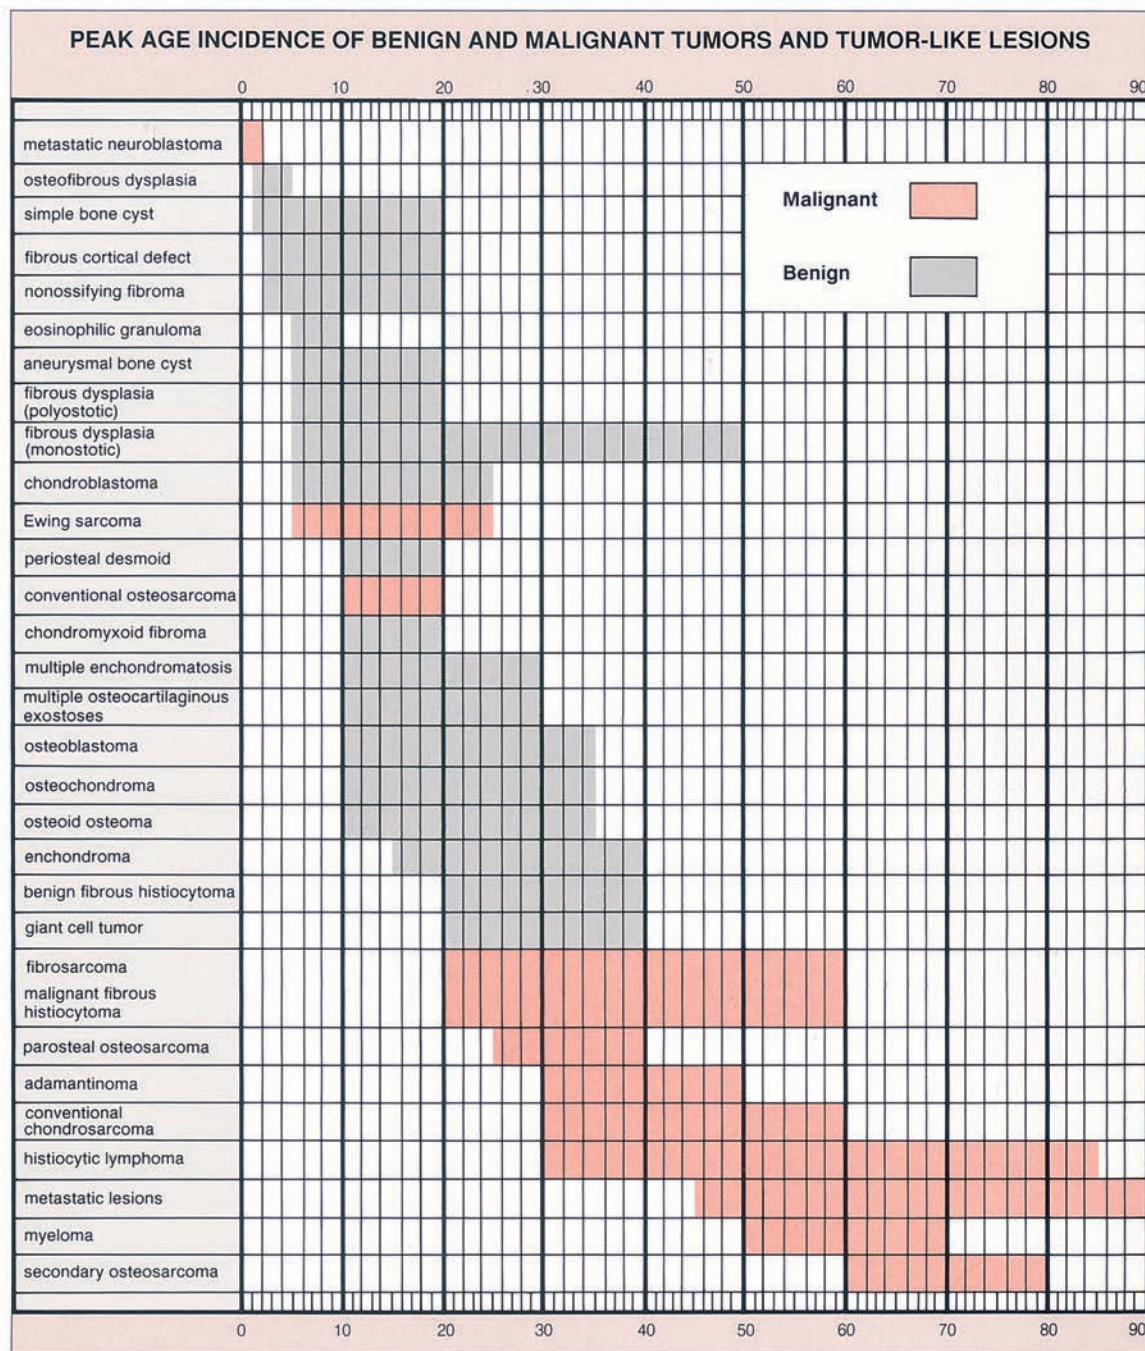 PEAK AGE INCIDENCE OF BENIGN AND MALIGNANT TUMORS AND TUMOR-LIKE LESIONS
0 10 20 .30 40 50 60 70 80 90
metastatic neuroblastoma
osteofibrous dysplasia
simple bone cyst
fibrous cortical defect
nonossifying fibroma
eosinophilic granuloma
aneurysmal bone cyst
fibrous dysplasia
(polyostotic)
fibrous dysplasia
(monostotic)
chondroblastoma
Ewing sarcoma
periosteal desmoid
conventional osteosarcoma
chondromyxoid fibroma
multiple enchondromatosis
multiple osteocartilaginous
exostoses
osteoblastoma
osteochondroma
osteoid osteoma
enchondroma
benign fibrous histiocytoma
giant cell tumor
fibrosarcoma
malignant fibrous
histiocytoma
parosteal osteosarcoma
adamantinoma
conventional
chondrosarcoma
histiocytic lymphoma
metastatic lesions
myeloma
secondary osteosarcoma
Malignant
Benign
0 10 20 30 40 50 60 70 80 90